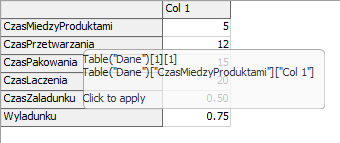 Col 1
CzasMiedzyProduktami 5
CzasPrzetwarzania 12
CzasPakowania 15
Table("Dane")[1][1]
Table("Dane")["CzasMiedzyProduktami"]["Col 1"]
CzasLaczenia 20
CzasZaladunku 0.50
Click to apply
Wyladunku 0.75